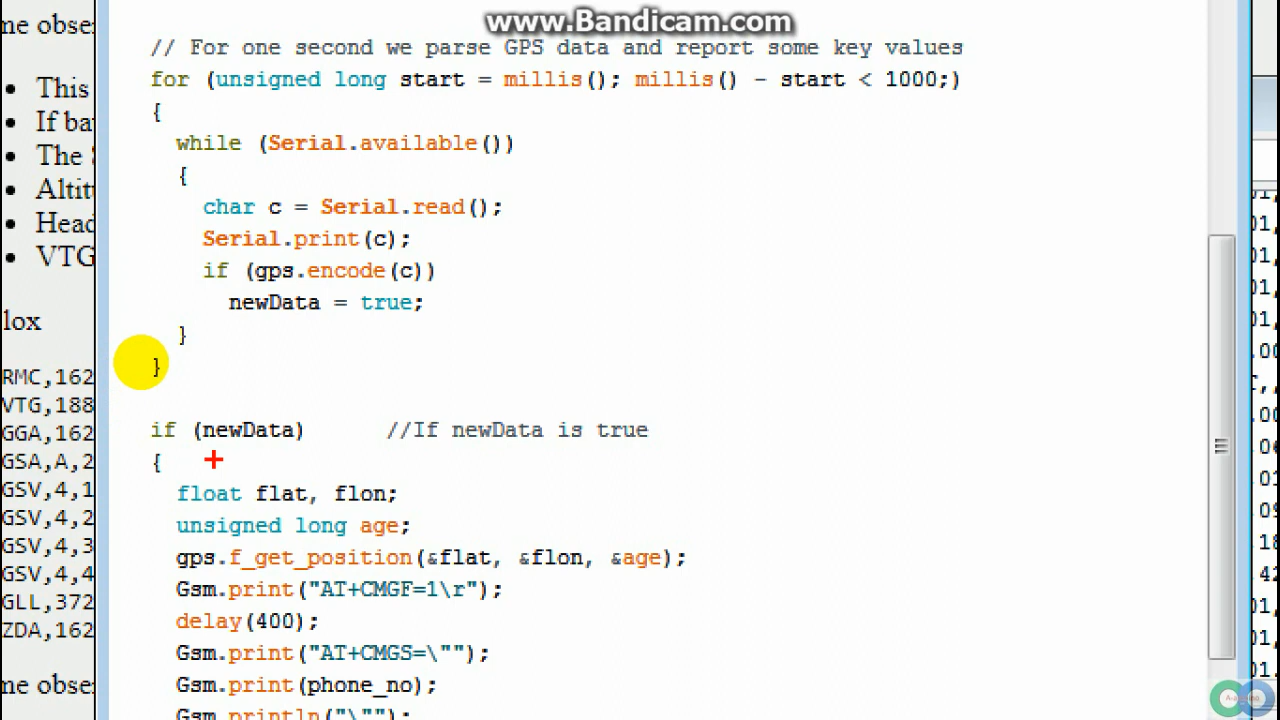 www.Bandicam.com
// For one second we parse GPS data and report some key values
for (unsigned long start = millis(); millis() - start < 1000;)
{
while (Serial.available())
{
char c = Serial.read();
Serial.print(c);
if (gps.encode(c))
newData = true;
}
}
if (newData) //If newData is true
{
float flat, flon;
unsigned long age;
gps.f_get_position(&flat, &flon, &age);
Gsm.print("AT+CMGF=1\r");
delay(400);
Gsm.print("AT+CMGS=\"");
Gsm.print(phone_no);
Gsm.println("\"");
me obse
• This
• If ba
• The
• Altit
• Head
• VTG
lox
RMC,162
VTG,188
GGA,162
GSA,A,2
GSV,4,1
GSV,4,2
GSV,4,3
GSV,4,4
GLL,372
ZDA,162
me obse